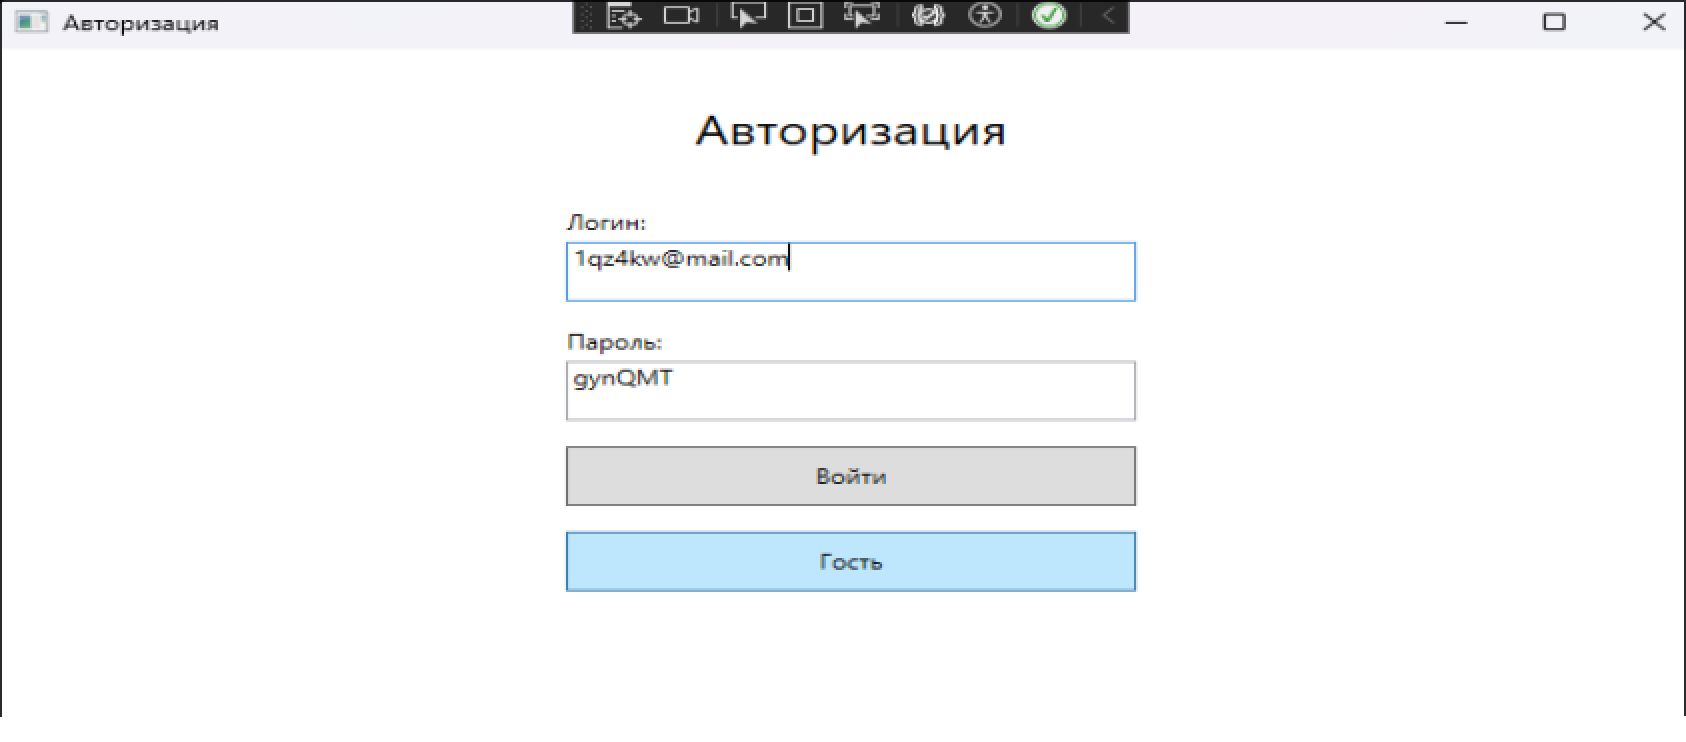 Авторизация
Авторизация
Логин:
1qz4kw@mail.com
Пароль:
gynQMT
Войти
Гость